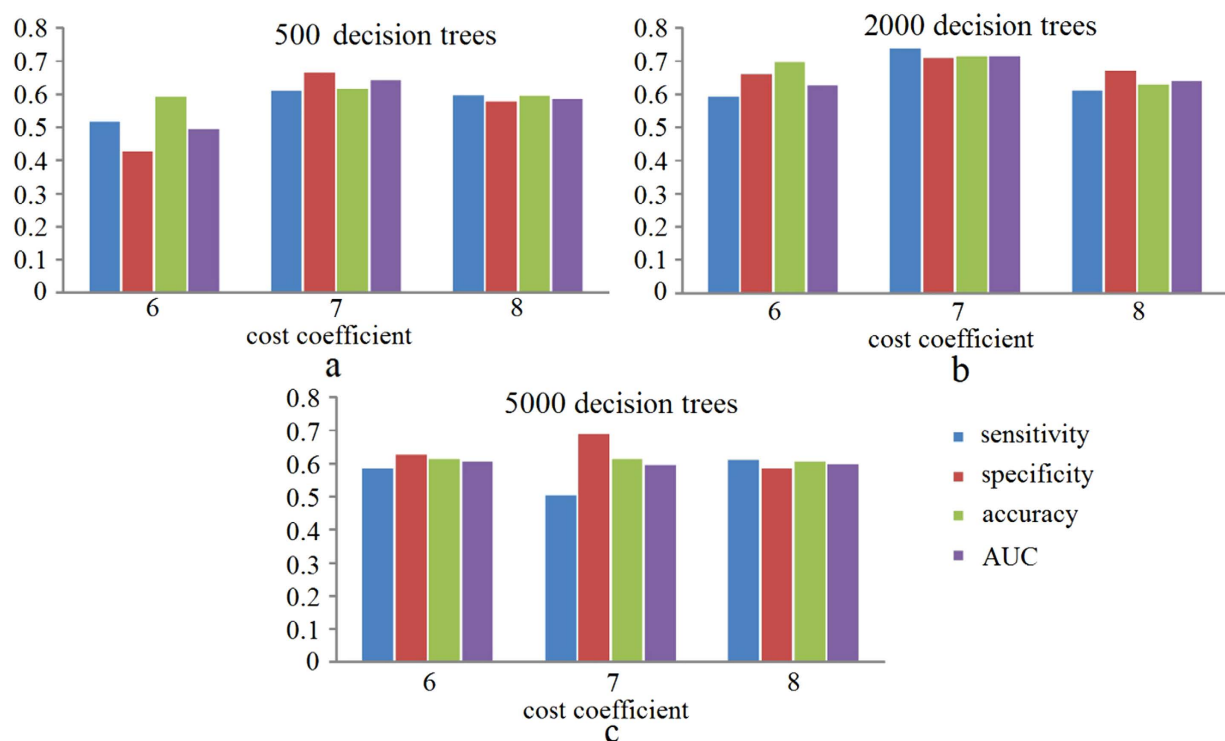 500 decision trees
0.8
0.7
0.6
0.5
0.4
0.3
0.2
0.1
0
6 7 8
cost coefficient
a
2000 decision trees
0.8
0.7
0.6
0.5
0.4
0.3
0.2
0.1
0
6 7 8
cost coefficient
b
5000 decision trees
0.8
0.7
0.6
0.5
0.4
0.3
0.2
0.1
0
6 7 8
cost coefficient
c
sensitivity
specificity
accuracy
AUC